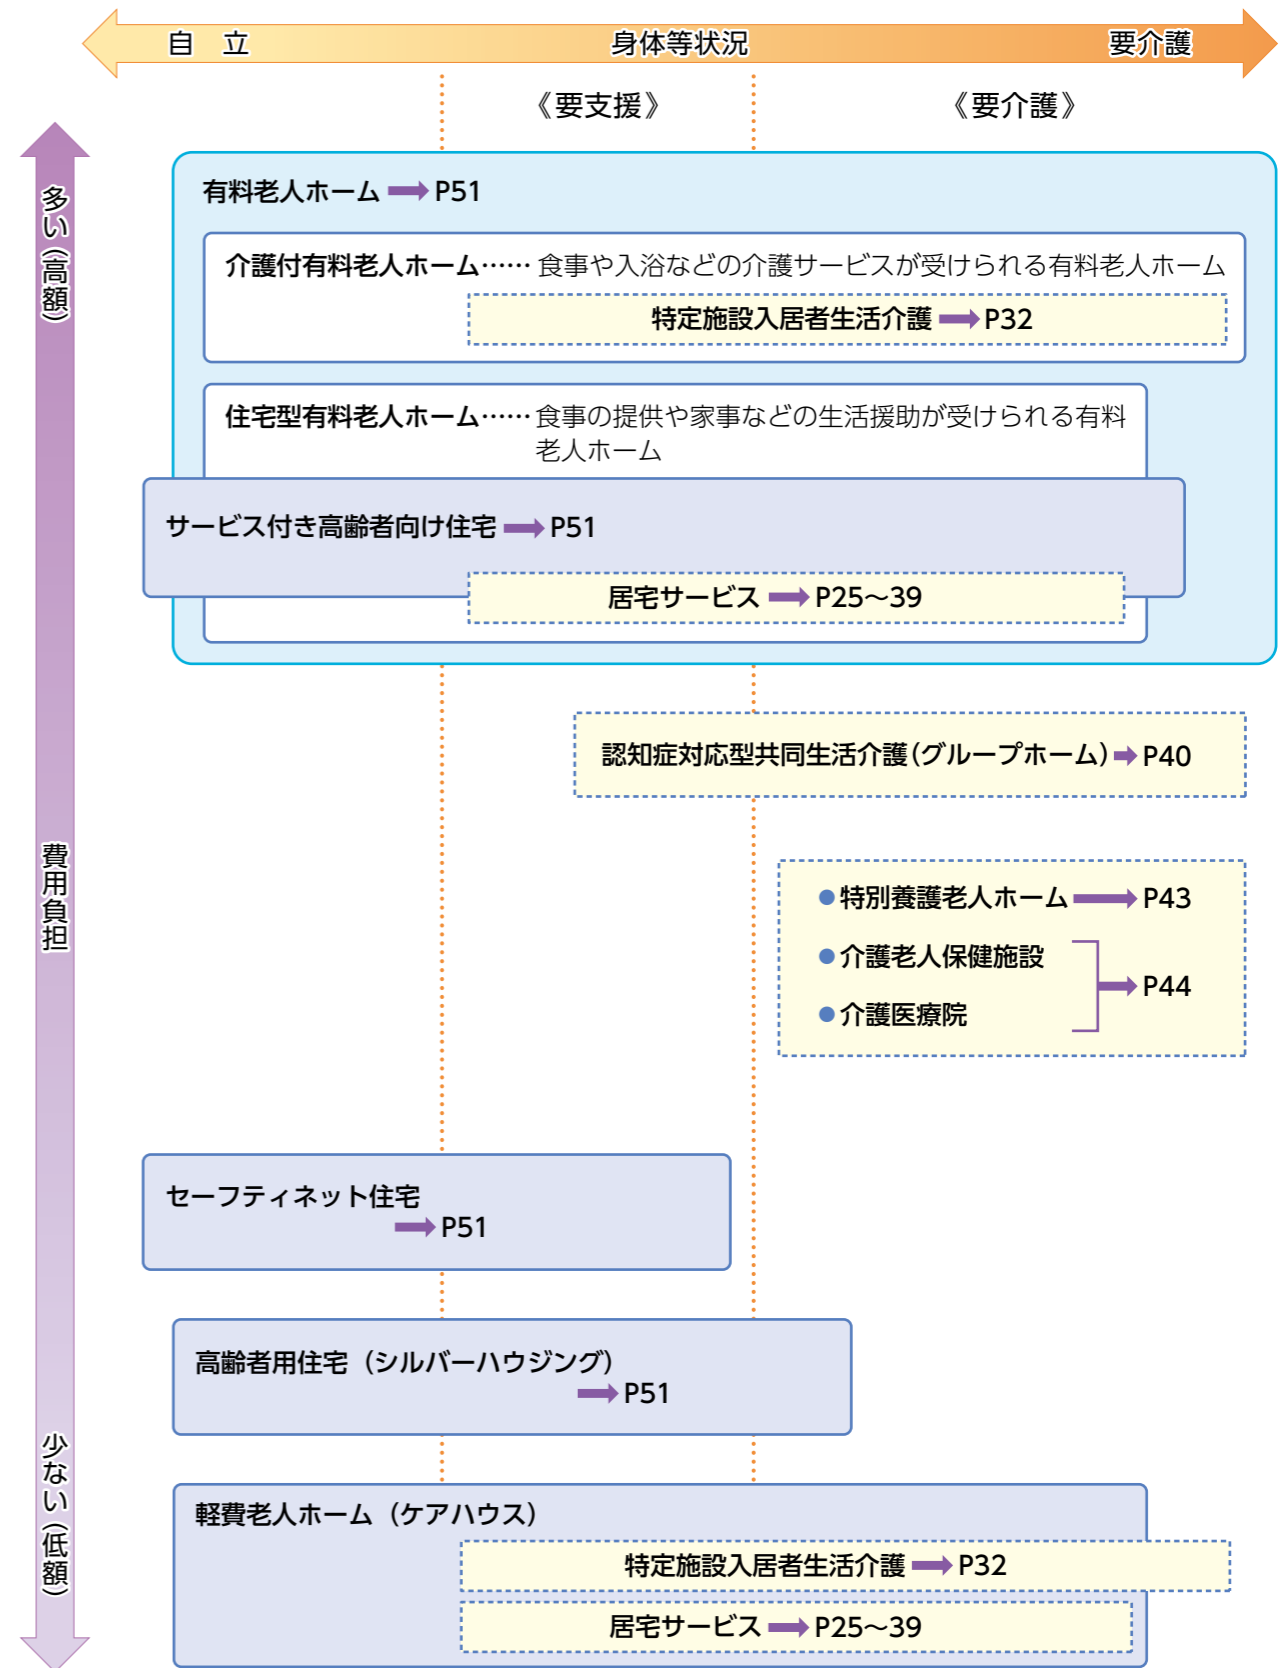 自 立
身体等状況
要介護
《要支援》
《要介護》
多い(高額)
費用負担
少ない(低額)
有料老人ホーム→P51
介護付有料老人ホーム……食事や入浴などの介護サービスが受けられる有料老人ホーム
特定施設入居者生活介護→P32
住宅型有料老人ホーム……食事の提供や家事などの生活援助が受けられる有料
老人ホーム
サービス付き高齢者向け住宅→P51
居宅サービス→P25〜39
認知症対応型共同生活介護(グループホーム)→P40
●特別養護老人ホーム→P43
●介護老人保健施設
●介護医療院
→P44
セーフティネット住宅
→P51
高齢者用住宅(シルバーハウジング)
→P51
軽費老人ホーム(ケアハウス)
特定施設入居者生活介護→P32
居宅サービス→P25〜39